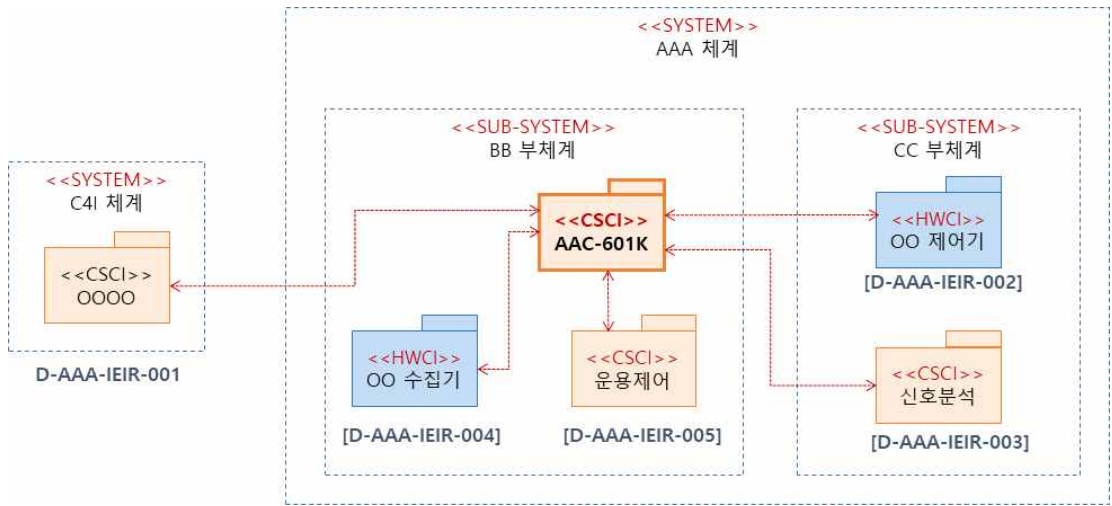 <<SYSTEM>>
AAA 체계
<<SUB-SYSTEM>>
BB 부체계
<<SUB-SYSTEM>>
CC 부체계
<<SYSTEM>>
C4I 체계
<<CSCI>>
OOOO
D-AAA-IEIR-001
<<CSCI>>
AAC-601K
<<HWCI>>
OO 제어기
[D-AAA-IEIR-002]
<<HWCI>>
OO 수집기
[D-AAA-IEIR-004]
<<CSCI>>
운용제어
[D-AAA-IEIR-005]
<<CSCI>>
신호분석
[D-AAA-IEIR-003]